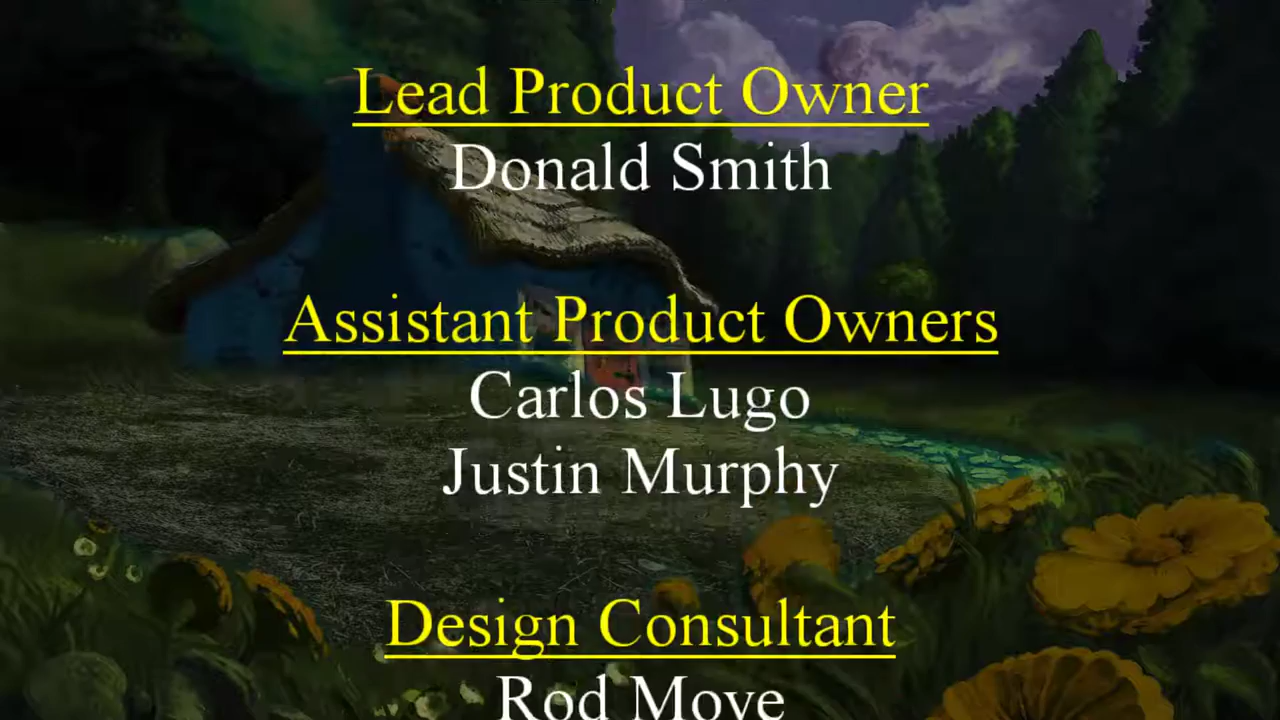 Lead Product Owner
Donald Smith
Assistant Product Owners
Carlos Lugo
Justin Murphy
Design Consultant
Rod Move